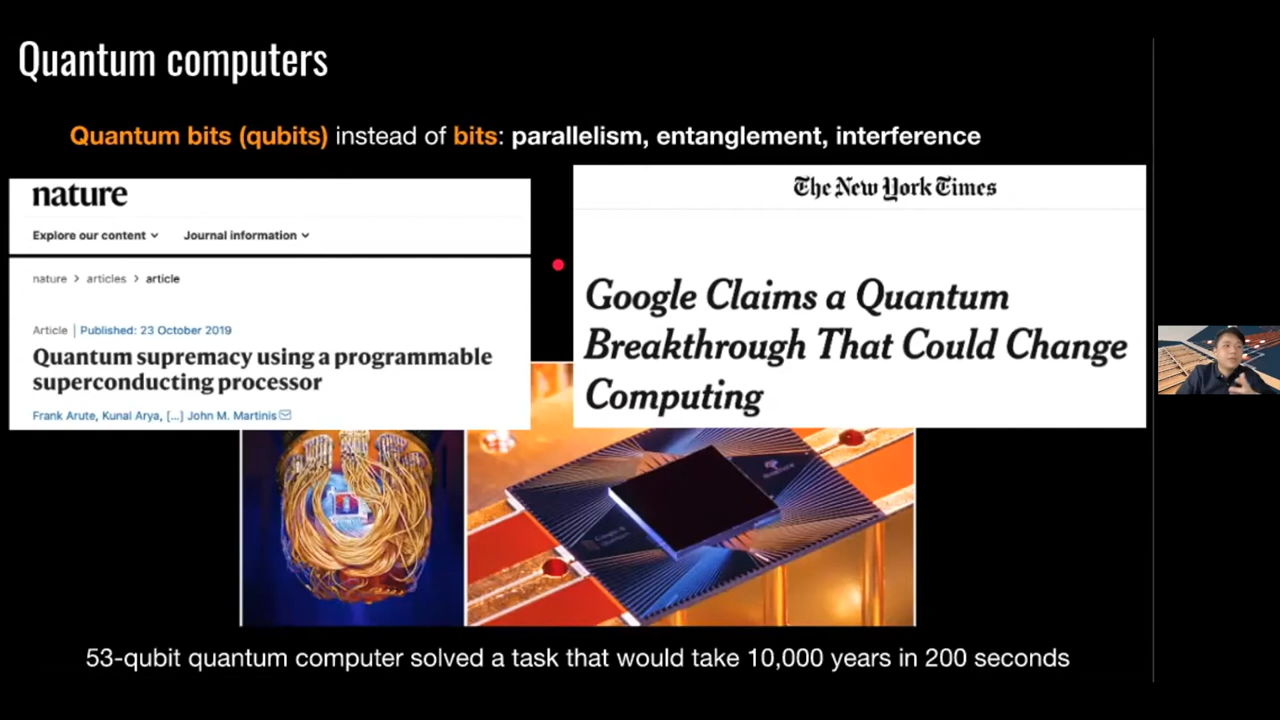 Quantum computers
Quantum bits (qubits) instead of bits: parallelism, entanglement, interference
nature
Explore our content Journal information
nature > articles > article
Article | Published: 23 October 2019
Quantum supremacy using a programmable
superconducting processor
Frank Arute, Kunal Arya, [...] John M. Martinis
The New York Times
Google Claims a Quantum
Breakthrough That Could Change
Computing
53-qubit quantum computer solved a task that would take 10,000 years in 200 seconds